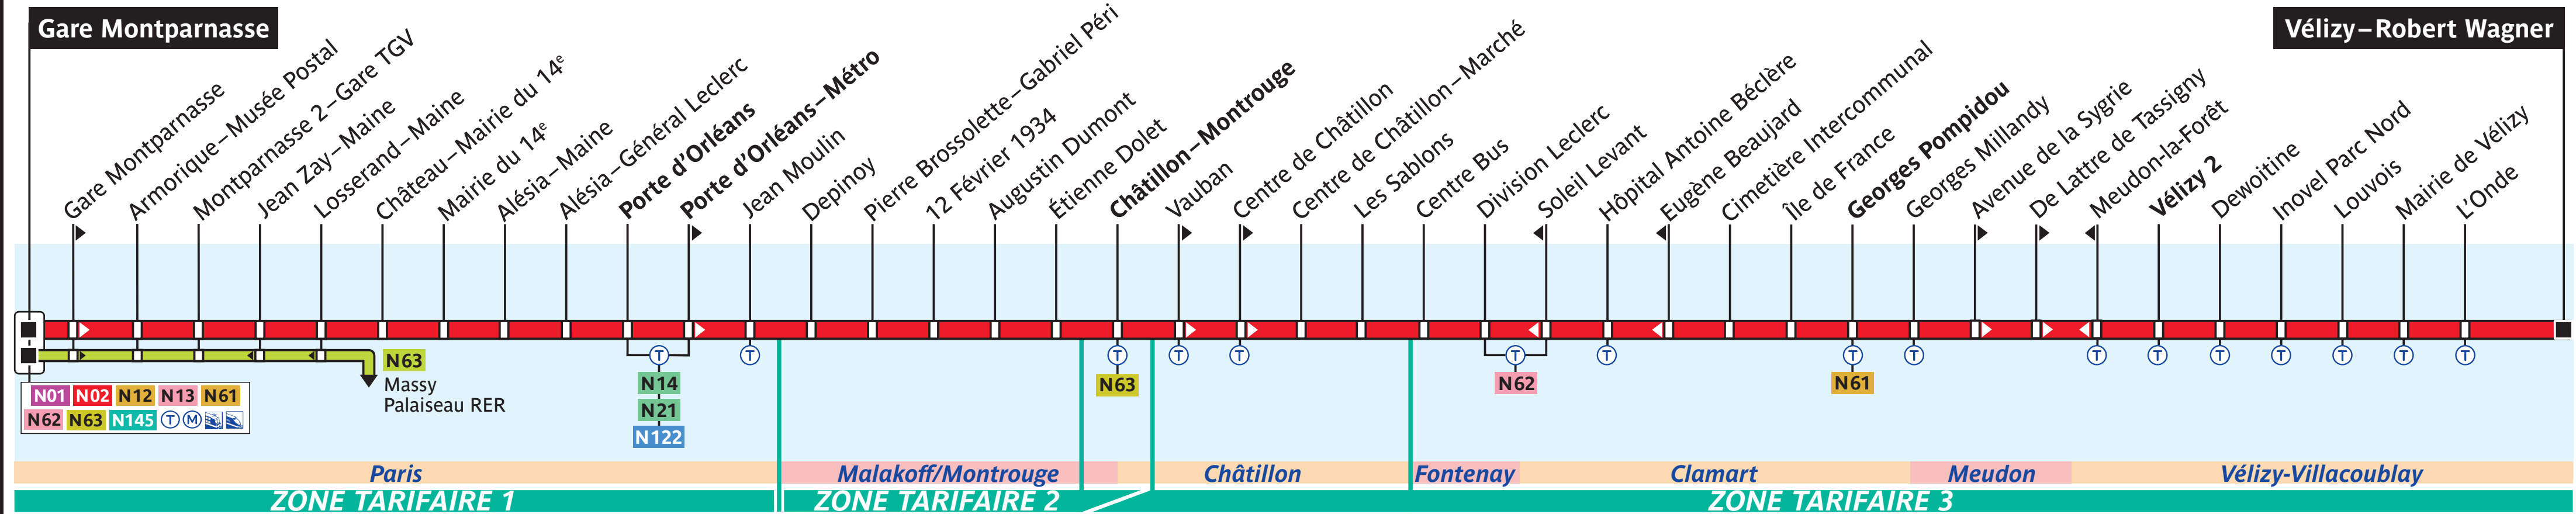 Gare Montparnasse
Vélizy–Robert Wagner
Gare Montparnasse
Armorique–Musée Postal
Montparnasse 2–Gare TGV
Jean Zay–Maine
Losserand–Maine
Château–Mairie du 14e
Mairie du 14e
Alésia–Maine
Alésia–Général Leclerc
Porte d'Orléans
Porte d'Orléans–Métro
Jean Moulin
Depinoy
Pierre Brossolette–Gabriel Péri
12 Février 1934
Augustin Dumont
Étienne Dolet
Châtillon–Montrouge
Vauban
Centre de Châtillon
Centre de Châtillon–Marché
Les Sablons
Centre Bus
Division Leclerc
Soleil Levant
Hôpital Antoine Béclère
Eugène Beaujard
Cimetière Intercommunal
Île de France
Georges Pompidou
Georges Millandy
Avenue de la Sygrie
De Lattre de Tassigny
Meudon-la-Forêt
Vélizy 2
Dewoitine
Inovel Parc Nord
Louvois
Mairie de Vélizy
L'Onde
T T T T T T T T T T T T T T T
N63
Massy
Palaiseau RER
N01 N02 N12 N13 N61
N62 N63 N145 T M
N14
N21
N122
N63
N62
N61
Paris
Malakoff/Montrouge
Châtillon
Fontenay
Clamart
Meudon
Vélizy-Villacoublay
ZONE TARIFAIRE 1
ZONE TARIFAIRE 2
ZONE TARIFAIRE 3